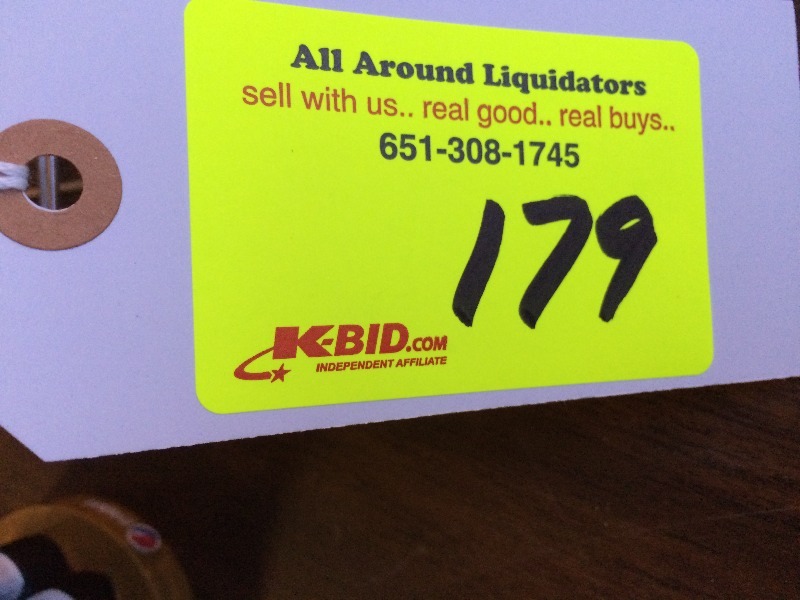 All Around Liquidators
sell with us.. real good.. real buys..
651-308-1745
179
K-BID.COM
INDEPENDENT AFFILIATE